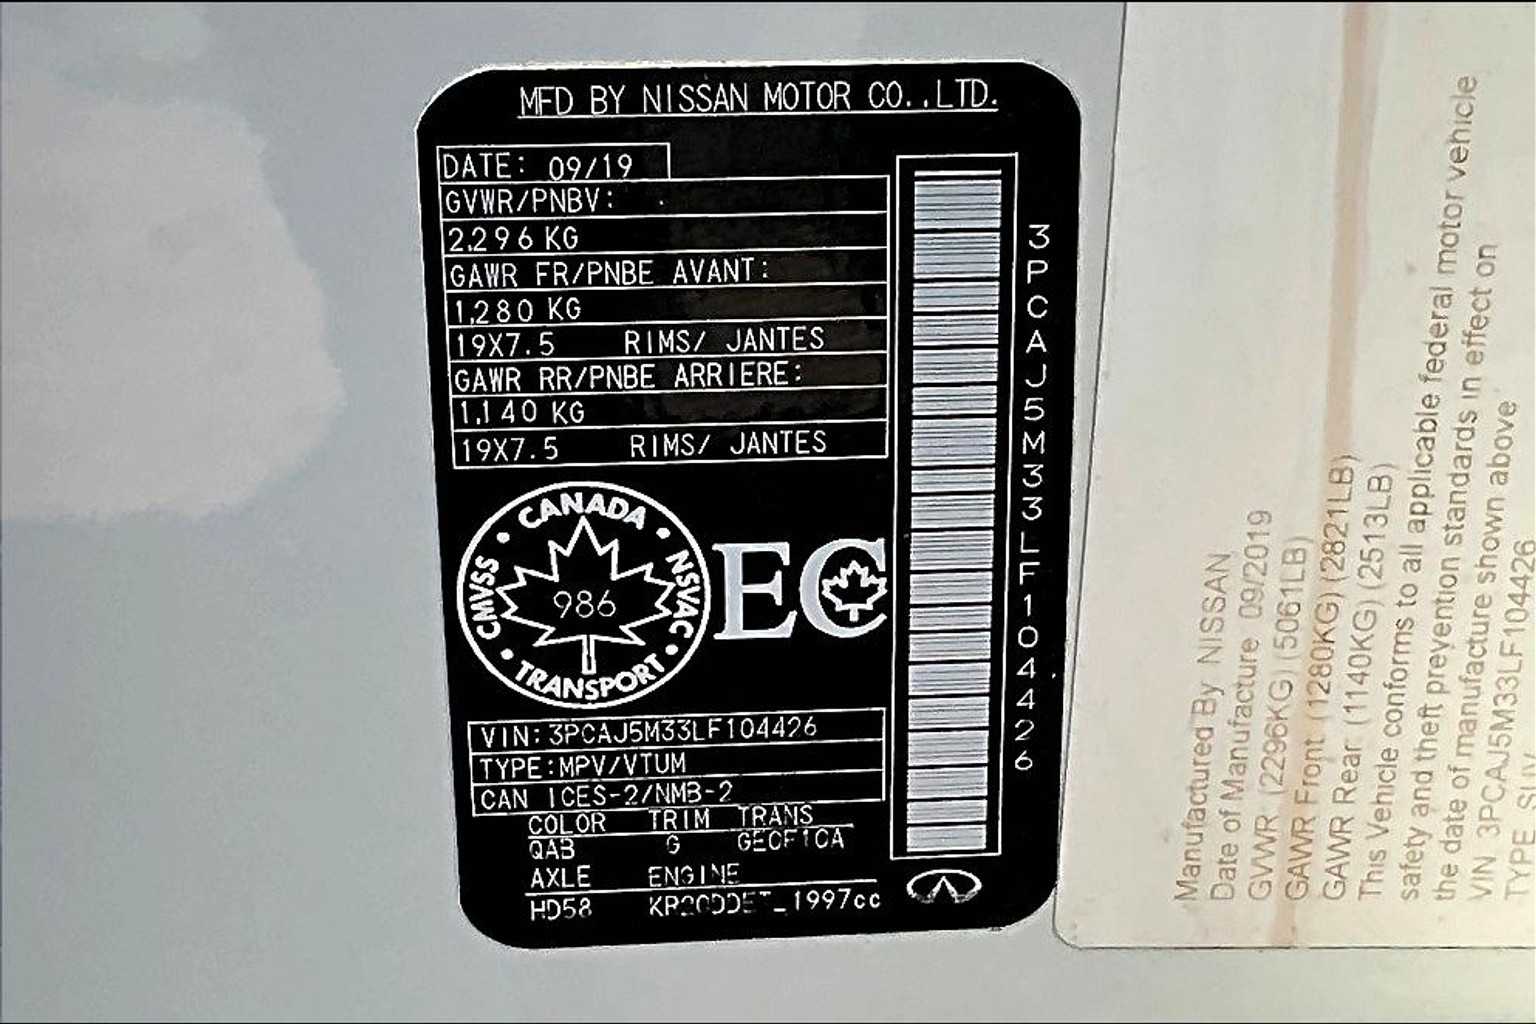 MFD BY NISSAN MOTOR CO.,LTD.
DATE: 09/19
GVWR/PNBV:
2,296 KG
GAWR FR/PNBE AVANT:
1,280 KG
19X7.5 RIMS/ JANTES
GAWR RR/PNBE ARRIERE:
1,140 KG
19X7.5 RIMS/ JANTES
CANADA
CMVSS
NSVAC
986
TRANSPORT
EC
VIN:3PCAJ5M33LF104426
TYPE:MPV/VTUM
CAN ICES-2/NMB-2
COLOR TRIM TRANS
QAB G
AXLE ENGINE
HD58 1997cc
3PCAJ5M33LF104426
Manufactured By NISSAN
Date of Manufacture 09/2019
GVWR (2296KG) (5061LB)
GAWR Front (1280KG) (2821LB)
GAWR Rear (1140KG) (2513LB)
This Vehicle conforms to all applicable federal motor vehicle
safety and theft prevention standards in effect on
the date of manufacture shown above
VIN 3PCAJ5M33LF104426
TYPE SUV